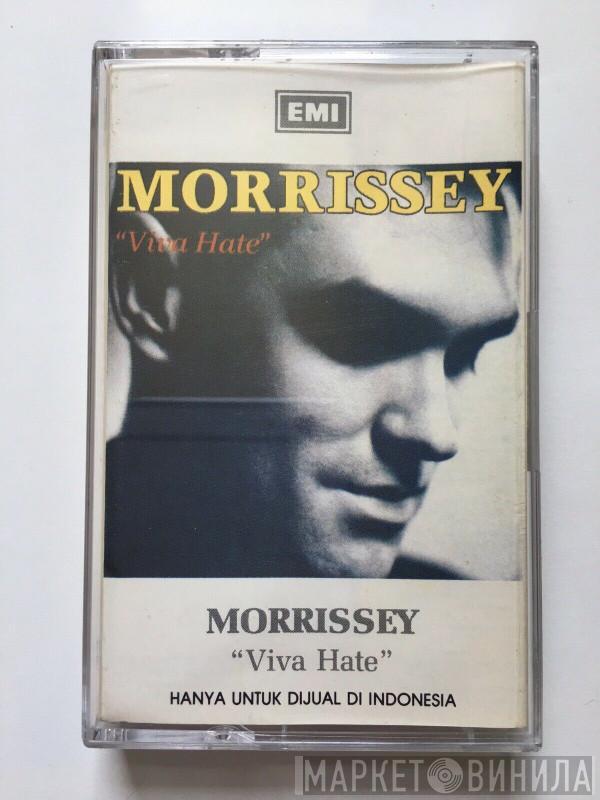 EMI
MORRISSEY
“Viva Hate”
MORRISSEY
“Viva Hate”
HANYA UNTUK DIJUAL DI INDONESIA
МАРКЕТ ВИНИЛА